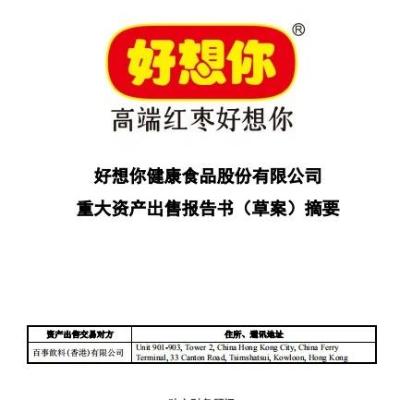 好想你®
高端红枣好想你
好想你健康食品股份有限公司
重大资产出售报告书（草案）摘要
资产出售交易对方 住所、通讯地址
百事飲料(香港)有限公司 Unit 901-903, Tower 2, China Hong Kong City, China Ferry
Terminal, 33 Canton Road, Tsimshatsui, Kowloon, Hong Kong